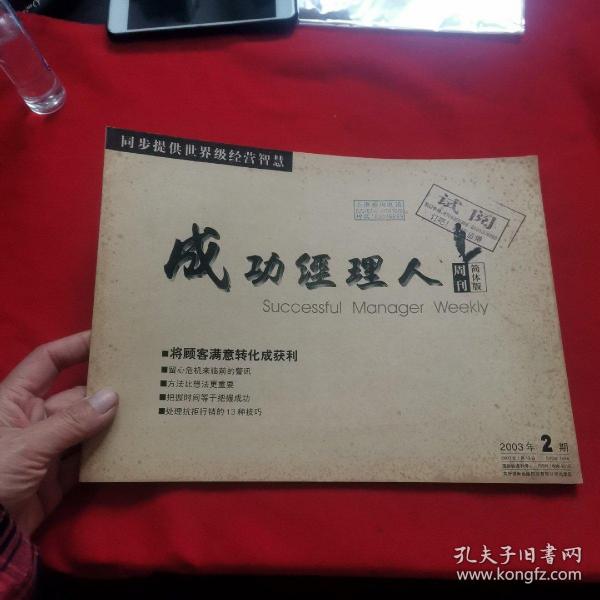 同步提供世界级经营智慧
试阅
成功經理人
周刊
简体版
Successful Manager Weekly
■将顾客满意转化成获利
■留心危机来临前的警讯
■方法比想法更重要
■把握时间等于把握成功
■处理抗拒行销的13种技巧
2003年2期
孔夫子旧书网
www.kongfz.com